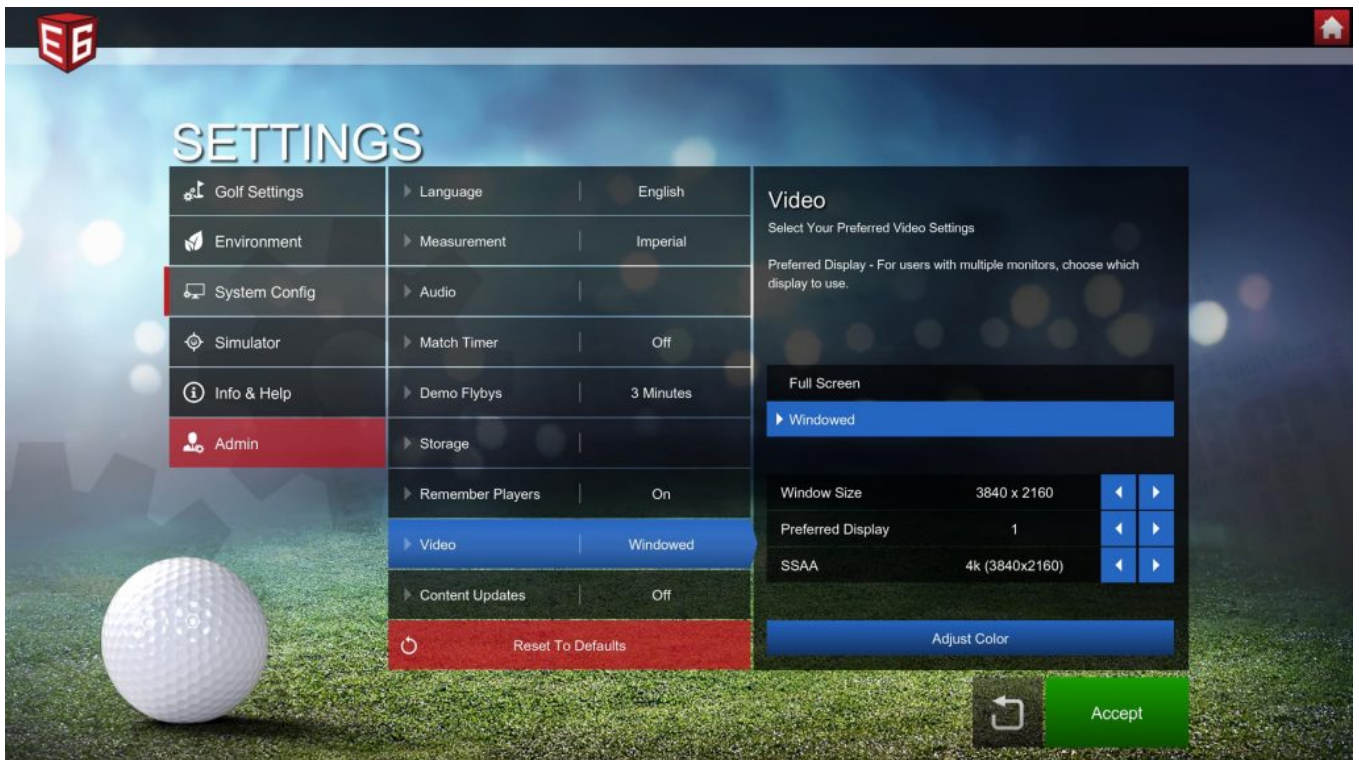 E6
SETTINGS
Golf Settings
Environment
System Config
Simulator
Info & Help
Admin
Language English
Measurement Imperial
Audio
Match Timer Off
Demo Flybys 3 Minutes
Storage
Remember Players On
Video Windowed
Content Updates Off
Reset To Defaults
Video
Select Your Preferred Video Settings
Preferred Display - For users with multiple monitors, choose which
display to use.
Full Screen
Windowed
Window Size 3840 x 2160
Preferred Display 1
SSAA 4k (3840x2160)
Adjust Color
Accept